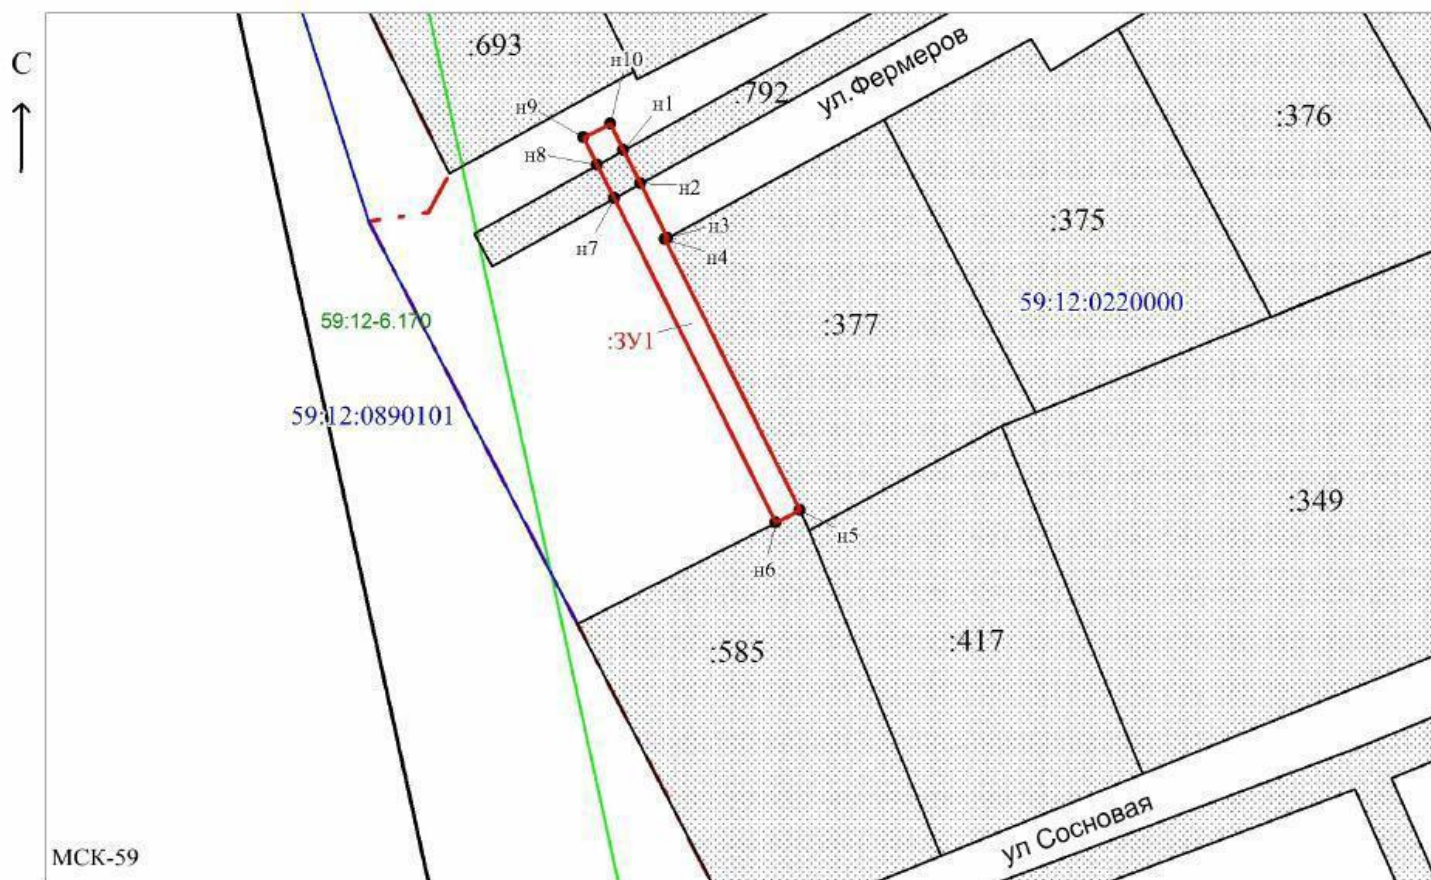 С
:693
н10
ул.Фермеров
:792
н9
н1
:376
н8
н2
н3
н7
н4
:375
59:12:0220000
59:12-6.170
:377
:ЗУ1
59:12:0890101
:349
н5
н6
:585
:417
ул Сосновая
МСК-59